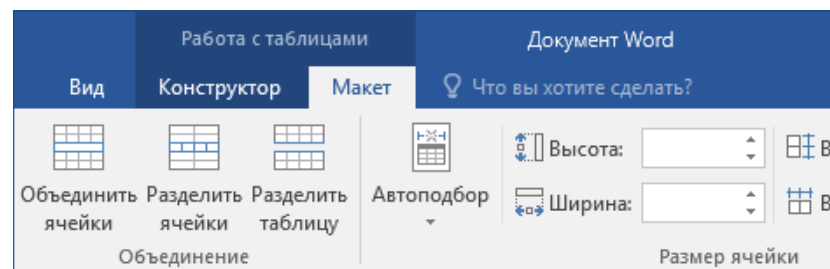 Работа с таблицами
Документ Word
Вид Конструктор Макет Что вы хотите сделать?
Объединить ячейки
Разделить ячейки
Разделить таблицу
Автоподбор
Высота:
Ширина:
В
В
Объединение
Размер ячейки